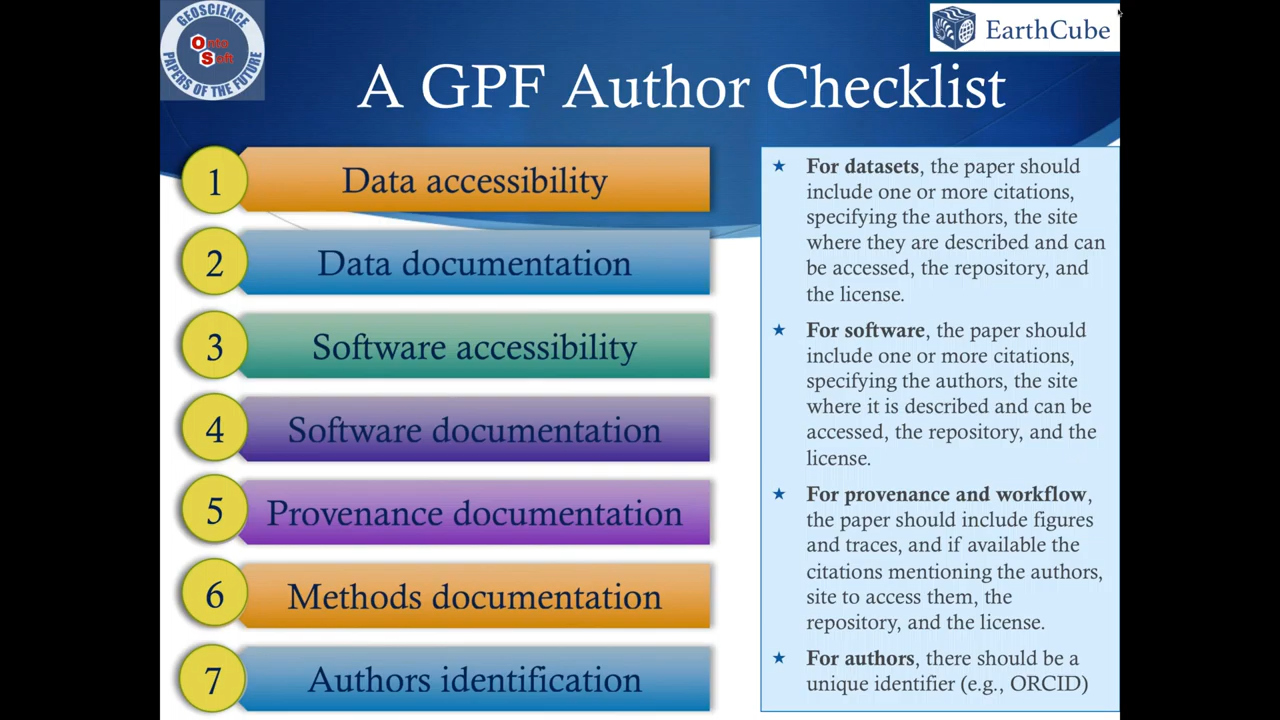 GEOSCIENCE
Onto
Soft
PAPERS OF THE FUTURE
EarthCube
A GPF Author Checklist
1
Data accessibility
2
Data documentation
3
Software accessibility
4
Software documentation
5
Provenance documentation
6
Methods documentation
7
Authors identification
For datasets, the paper should
include one or more citations,
specifying the authors, the site
where they are described and can
be accessed, the repository, and
the license.
For software, the paper should
include one or more citations,
specifying the authors, the site
where it is described and can be
accessed, the repository, and the
license.
For provenance and workflow,
the paper should include figures
and traces, and if available the
citations mentioning the authors,
site to access them, the
repository, and the license.
For authors, there should be a
unique identifier (e.g., ORCID)